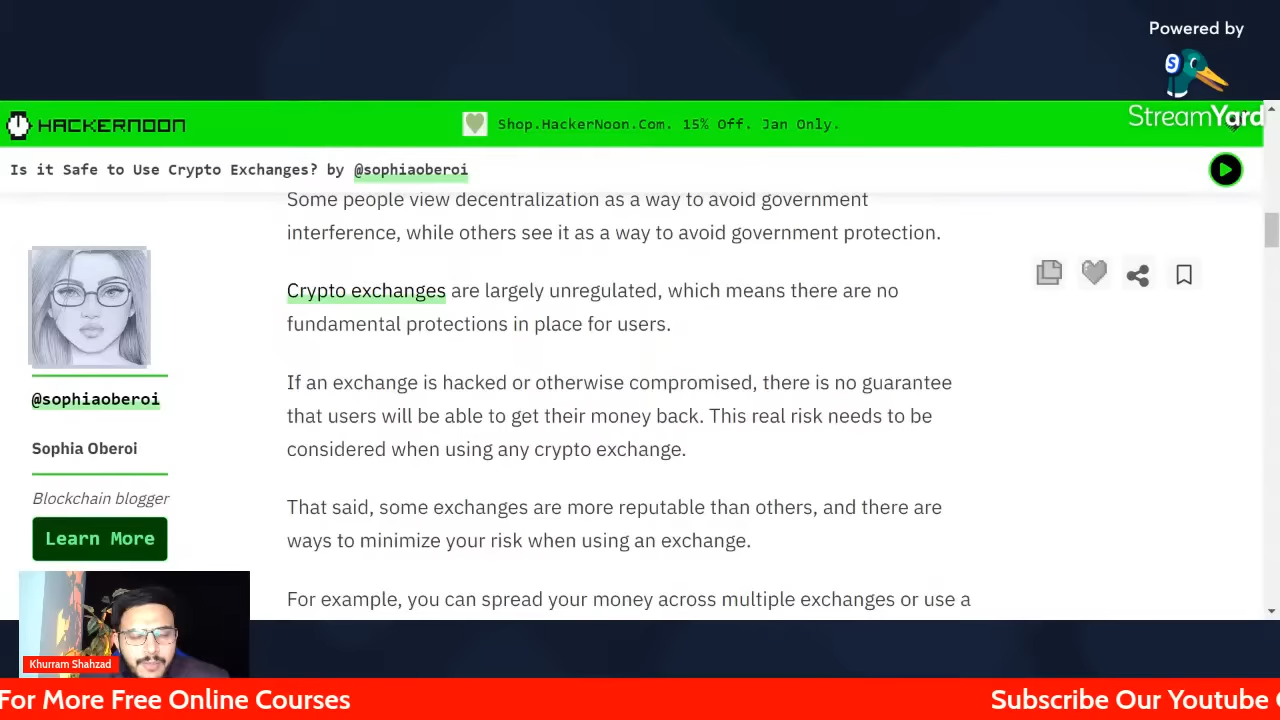 Powered by
StreamYard
HACKERNOON
Shop.HackerNoon.Com. 15% Off. Jan Only.
Is it Safe to Use Crypto Exchanges? by @sophiaoberoi
Some people view decentralization as a way to avoid government
interference, while others see it as a way to avoid government protection.
Crypto exchanges are largely unregulated, which means there are no
fundamental protections in place for users.
If an exchange is hacked or otherwise compromised, there is no guarantee
that users will be able to get their money back. This real risk needs to be
considered when using any crypto exchange.
That said, some exchanges are more reputable than others, and there are
ways to minimize your risk when using an exchange.
For example, you can spread your money across multiple exchanges or use a
@sophiaoberoi
Sophia Oberoi
Blockchain blogger
Learn More
Khurram Shahzad
For More Free Online Courses
Subscribe Our Youtube